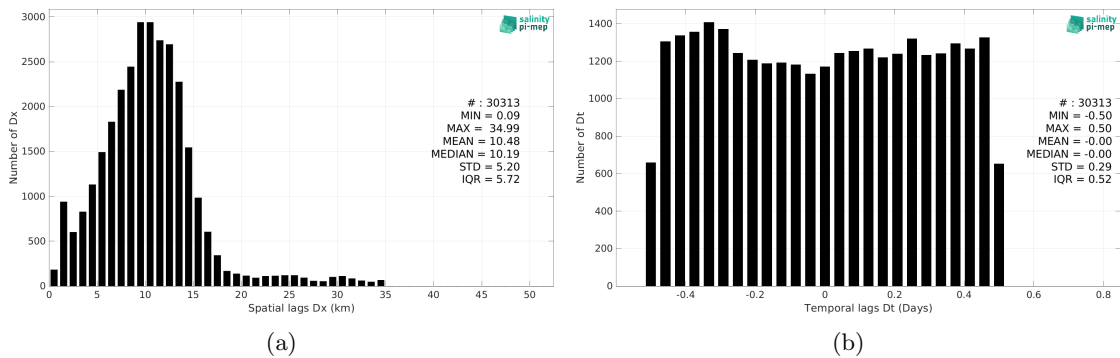 3000
2500
2000
1500
1000
500
0
Number of Dx
0 5 10 15 20 25 30 35 40 45 50
Spatial lags Dx (km)
salinity
pi-mep
# : 30313
MIN = 0.09
MAX = 34.99
MEAN = 10.48
MEDIAN = 10.19
STD = 5.20
IQR = 5.72
(a)
1400
1200
1000
800
600
400
200
0
Number of Dt
-0.4 -0.2 0 0.2 0.4 0.6 0.8
Temporal lags Dt (Days)
salinity
pi-mep
# : 30313
MIN = -0.50
MAX = 0.50
MEAN = -0.00
MEDIAN = -0.00
STD = 0.29
IQR = 0.52
(b)